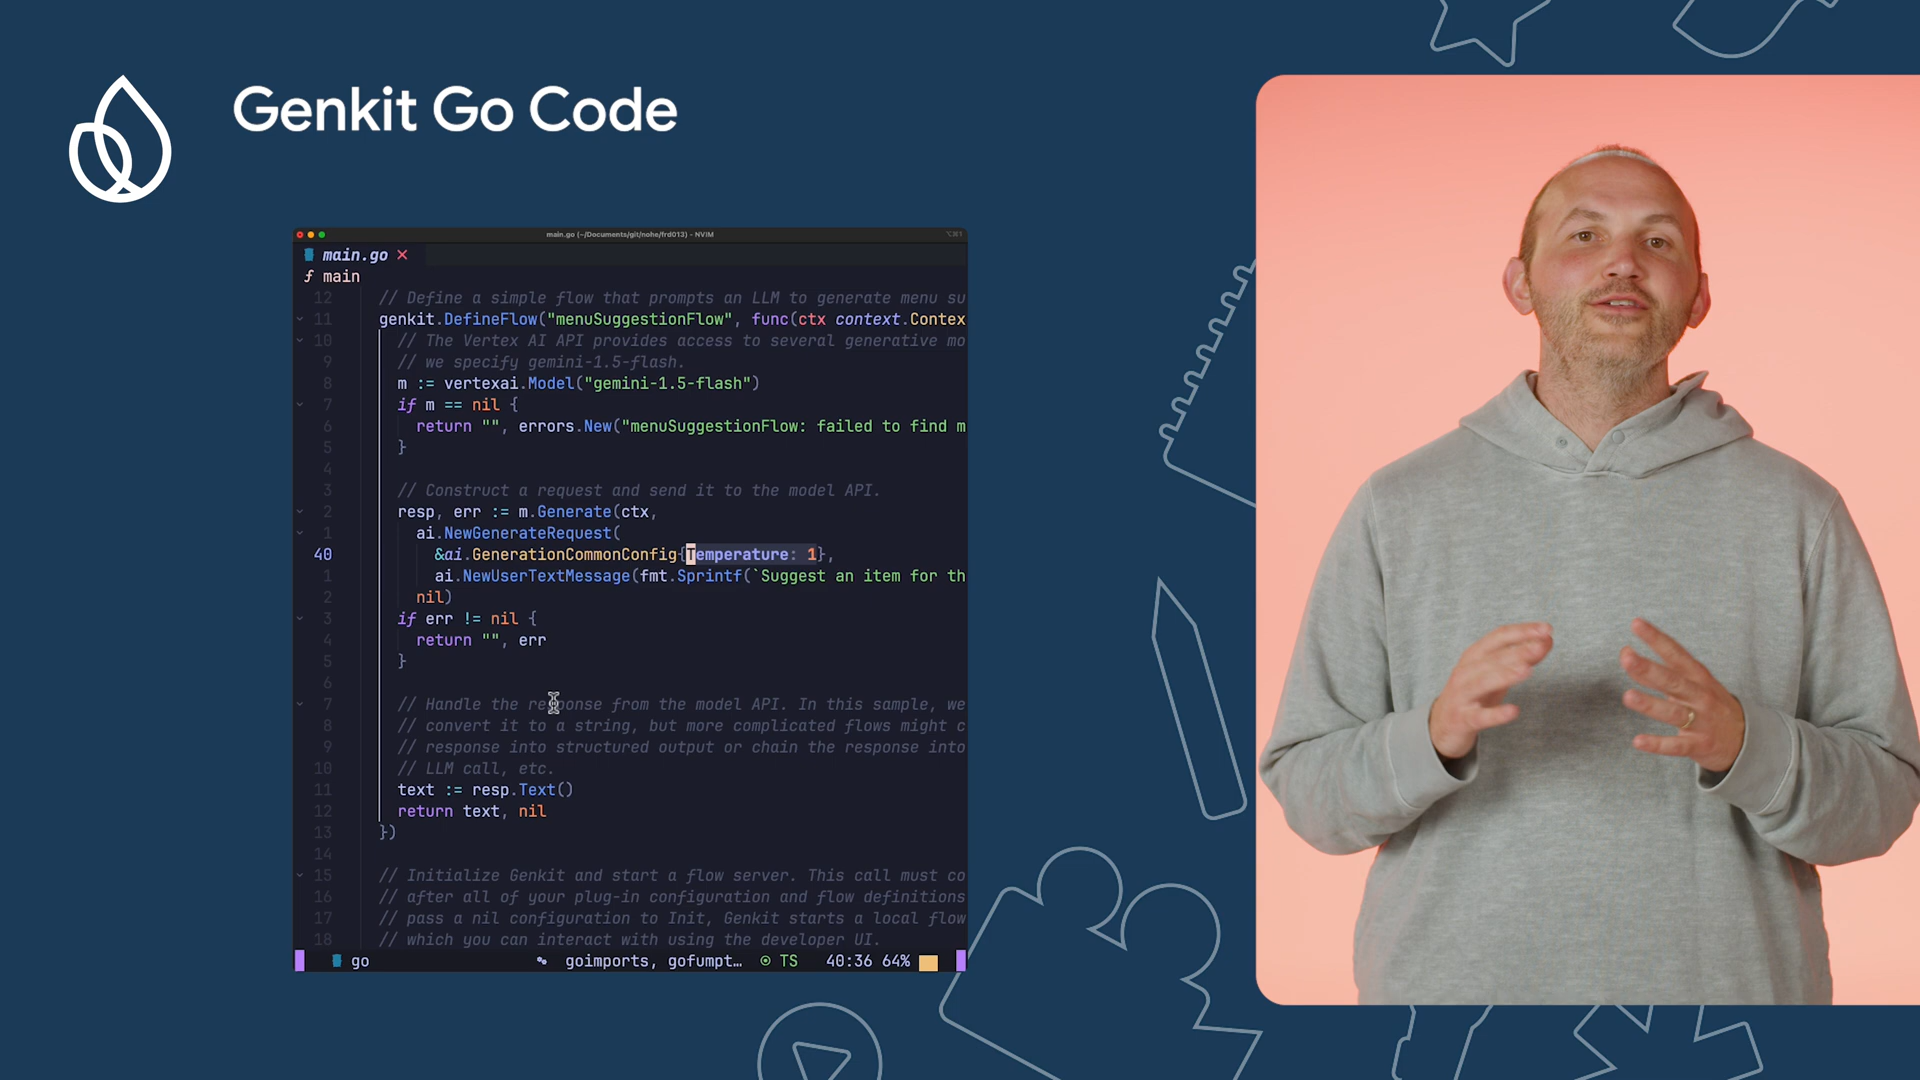 Genkit Go Code
main.go (~/Documents/git/nohe/frd013) - NVIM
main.go ✕
ƒ main
12 // Define a simple flow that prompts an LLM to generate menu su
11 genkit.DefineFlow("menuSuggestionFlow", func(ctx context.Contex
10 // The Vertex AI API provides access to several generative mo
9 // we specify gemini-1.5-flash.
8 m := vertexai.Model("gemini-1.5-flash")
7 if m == nil {
6 return "", errors.New("menuSuggestionFlow: failed to find m
5 }
4
3 // Construct a request and send it to the model API.
2 resp, err := m.Generate(ctx,
1 ai.NewGenerateRequest(
40 &ai.GenerationCommonConfig{Temperature: 1},
1 ai.NewUserTextMessage(fmt.Sprintf(`Suggest an item for th
2 nil)
3 if err != nil {
4 return "", err
5 }
6
7 // Handle the response from the model API. In this sample, we
8 // convert it to a string, but more complicated flows might c
9 // response into structured output or chain the response into
10 // LLM call, etc.
11 text := resp.Text()
12 return text, nil
13 })
14
15 // Initialize Genkit and start a flow server. This call must co
16 // after all of your plug-in configuration and flow definitions
17 // pass a nil configuration to Init, Genkit starts a local flow
18 // which you can interact with using the developer UI.
go goimports, gofumpt… TS 40:36 64%